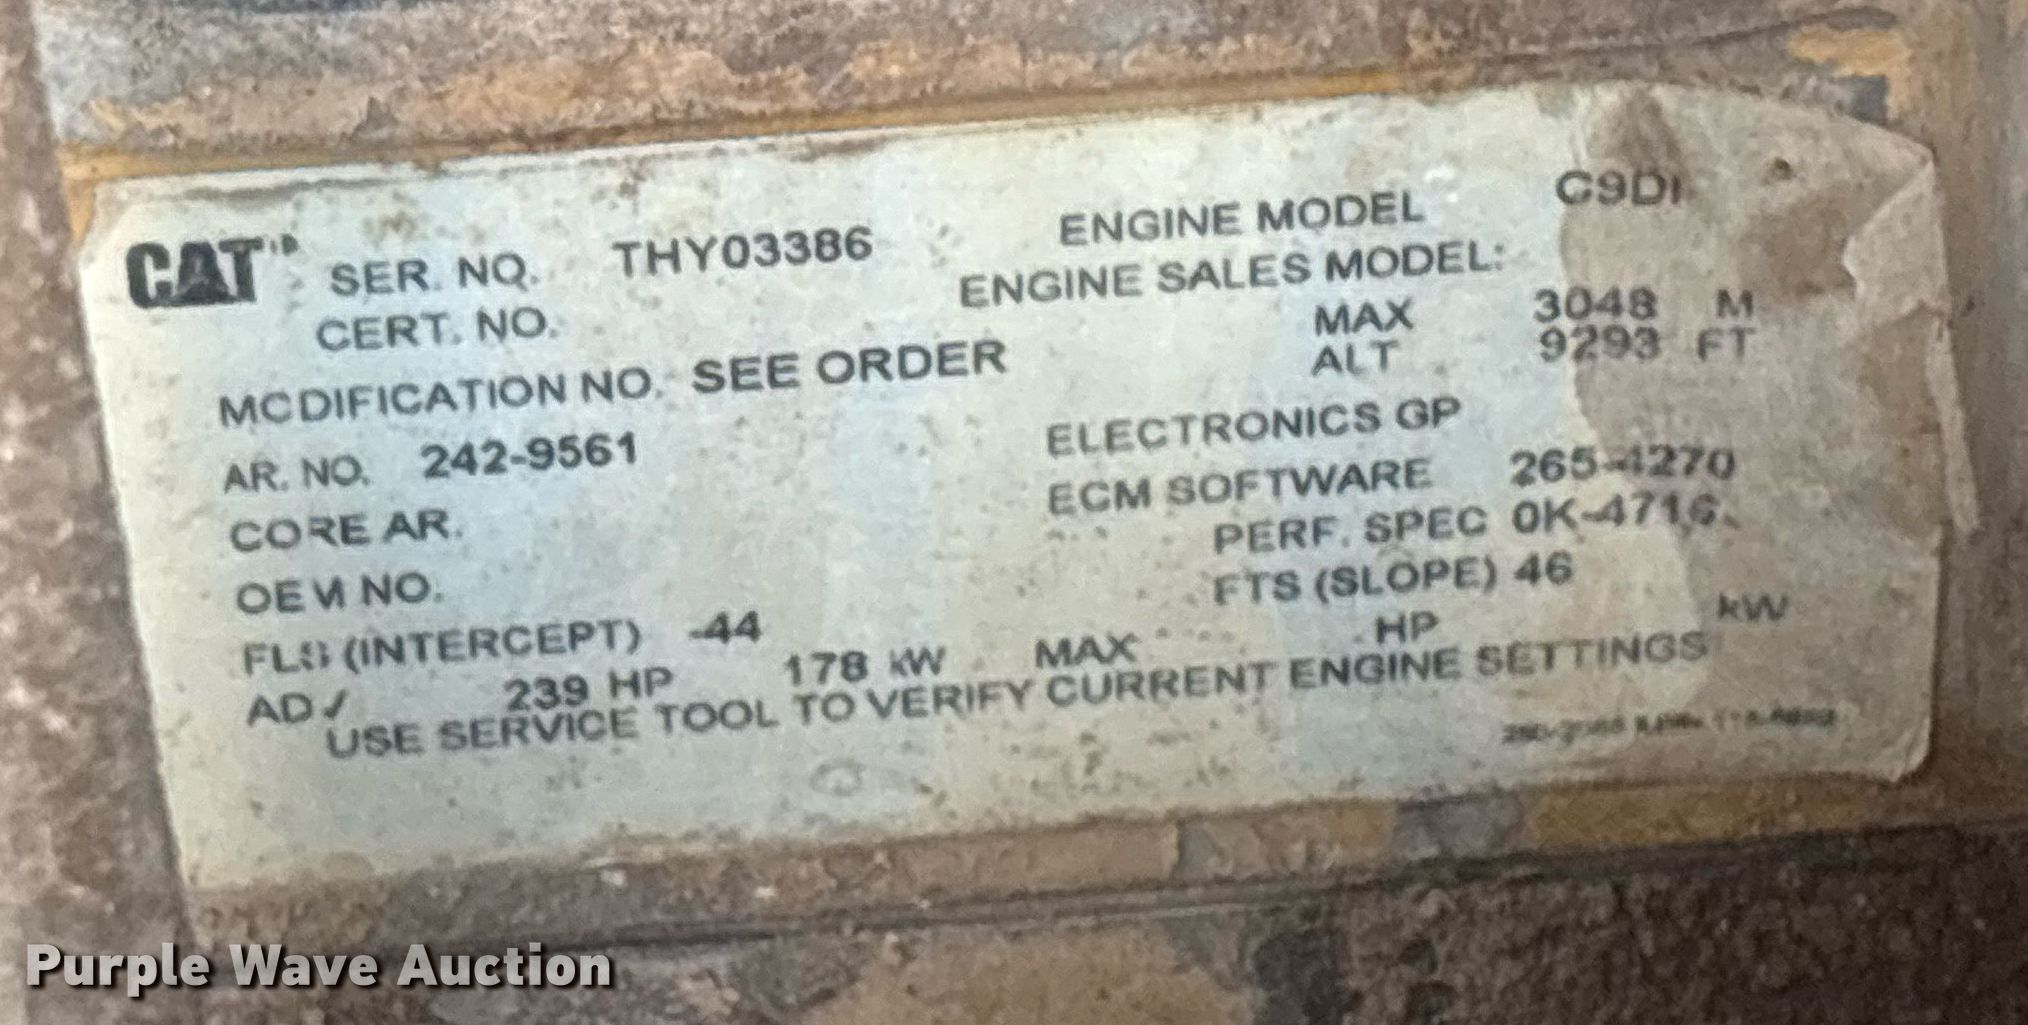 CAT SER. NO. THY03386 ENGINE MODEL C9DI
CERT. NO. ENGINE SALES MODEL:
MODIFICATION NO. SEE ORDER MAX ALT 3048 M 9293 FT
AR. NO. 242-9561 ELECTRONICS GP
CORE AR. ECM SOFTWARE 265-4270
OEM NO. PERF. SPEC 0K-4716
FLS (INTERCEPT) -44 FTS (SLOPE) 46
ADV 239 HP 178 kW MAX HP kW
USE SERVICE TOOL TO VERIFY CURRENT ENGINE SETTINGS
Purple Wave Auction